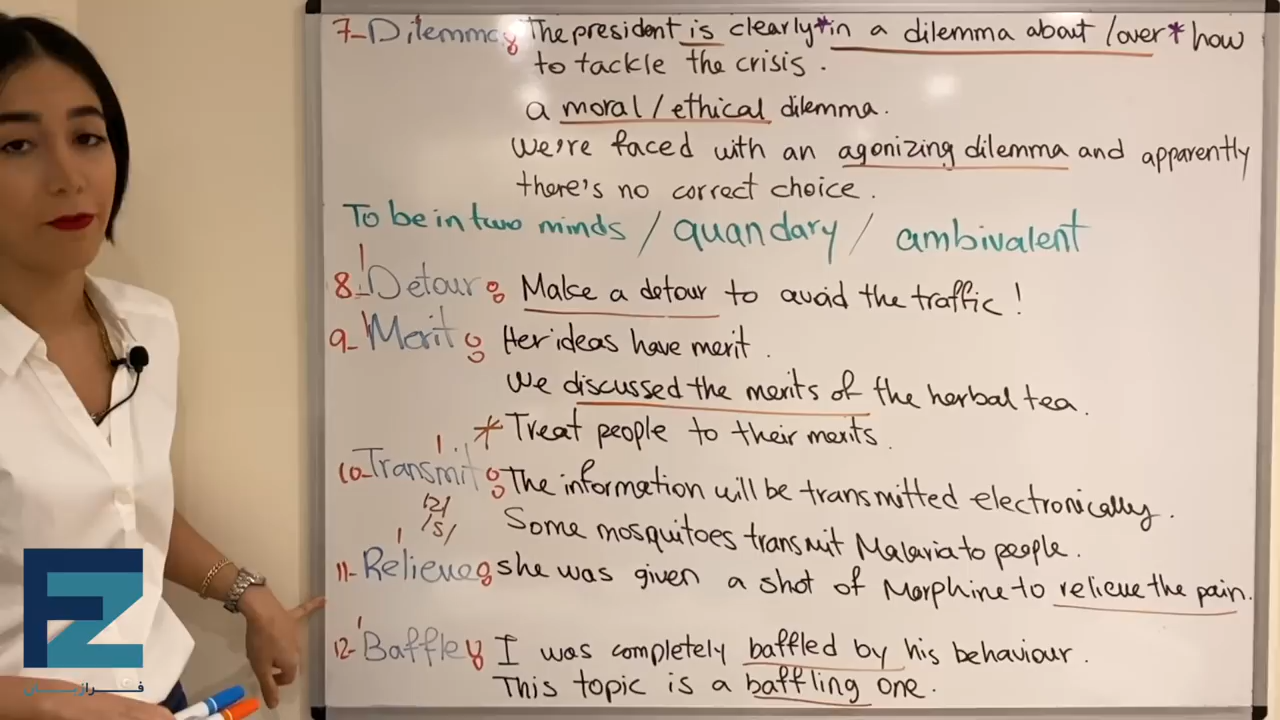 7- Dilemma: The president is clearly *in a dilemma about / over* how
to tackle the crisis.
a moral / ethical dilemma.
We're faced with an agonizing dilemma and apparently
there's no correct choice.
To be in two minds / quandary / ambivalent
8- Detour: Make a detour to avoid the traffic!
9- Merit: Her ideas have merit.
We discussed the merits of the herbal tea.
* Treat people to their merits.
10- Transmit: The information will be transmitted electronically.
/z/
/s/
Some mosquitoes transmit Malaria to people.
11- Relieve: she was given a shot of Morphine to relieve the pain.
12- Baffle: I was completely baffled by his behaviour.
This topic is a baffling one.
FZ
فرازبان